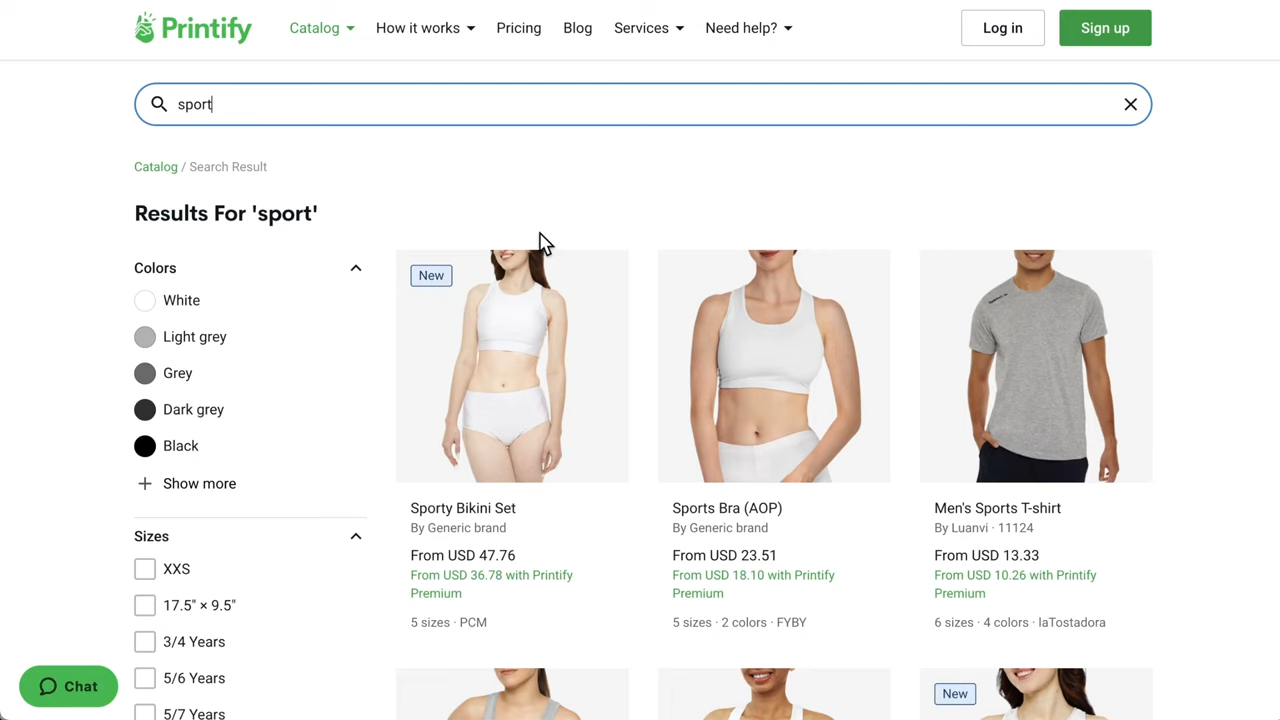 Printify
Catalog
How it works
Pricing
Blog
Services
Need help?
Log in
Sign up
sport
Catalog / Search Result
Results For 'sport'
Colors
White
Light grey
Grey
Dark grey
Black
Show more
Sizes
XXS
17.5" × 9.5"
3/4 Years
5/6 Years
5/7 Years
New
Sporty Bikini Set
By Generic brand
From USD 47.76
From USD 36.78 with Printify
Premium
5 sizes · PCM
Sports Bra (AOP)
By Generic brand
From USD 23.51
From USD 18.10 with Printify
Premium
5 sizes · 2 colors · FYBY
Men's Sports T-shirt
By Luanvi · 11124
From USD 13.33
From USD 10.26 with Printify
Premium
6 sizes · 4 colors · laTostadora
New
Chat